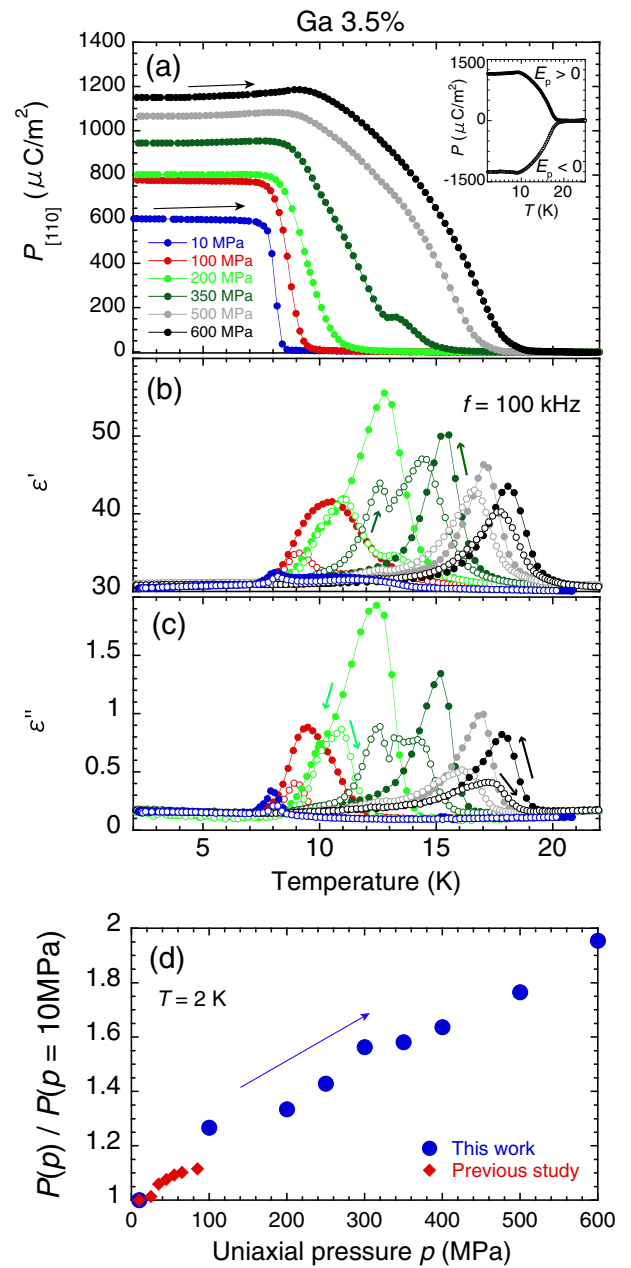 Ga 3.5%
(a)
P[110] (μC/m²)
1400
1200
1000
800
600
400
200
0
10 MPa
100 MPa
200 MPa
350 MPa
500 MPa
600 MPa
P (μC/m²)
1500
0
-1500
Ep > 0
Ep < 0
10 20
T (K)
(b)
f = 100 kHz
ε'
50
40
30
(c)
ε''
1.5
1
0.5
0
5 10 15 20
Temperature (K)
(d)
T = 2 K
P(p) / P(p = 10MPa)
2
1.8
1.6
1.4
1.2
1
This work
Previous study
0 100 200 300 400 500 600
Uniaxial pressure p (MPa)